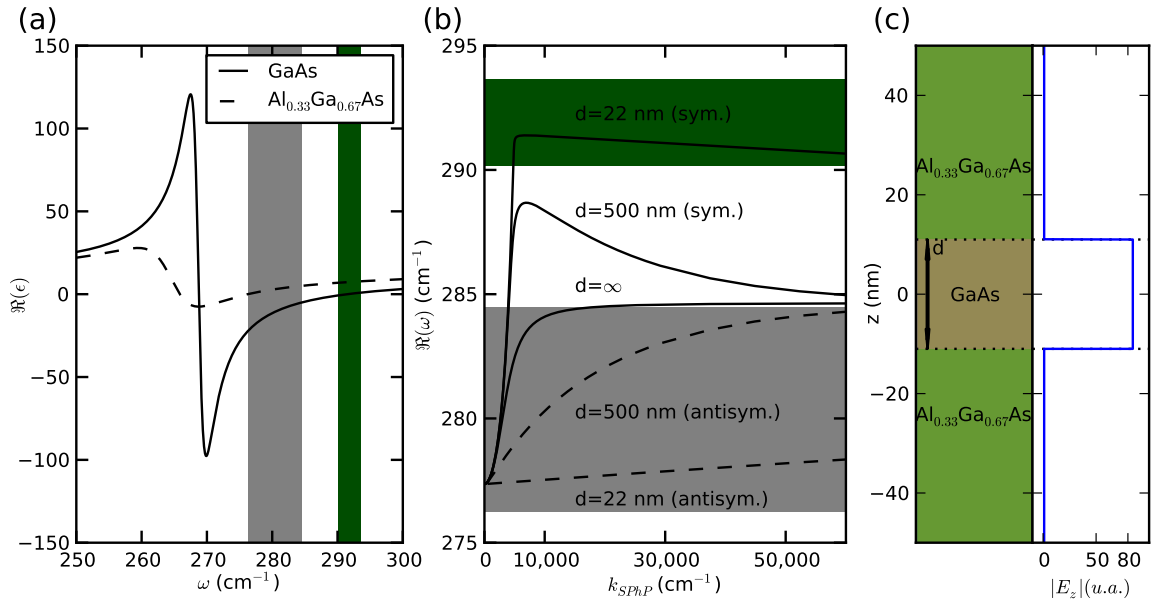 (a)
150
100
50
0
−50
−100
−150
ℜ(ϵ)
250
260
270
280
290
300
ω (cm⁻¹)
GaAs
Al₀.₃₃Ga₀.₆₇As
(b)
295
290
285
280
275
ℜ(ω) (cm⁻¹)
0
10,000
30,000
50,000
k_SPhP (cm⁻¹)
d=22 nm (sym.)
d=500 nm (sym.)
d=∞
d=500 nm (antisym.)
d=22 nm (antisym.)
(c)
40
20
0
−20
−40
z (nm)
Al₀.₃₃Ga₀.₆₇As
d
GaAs
Al₀.₃₃Ga₀.₆₇As
0
50
80
|E_z|(u.a.)